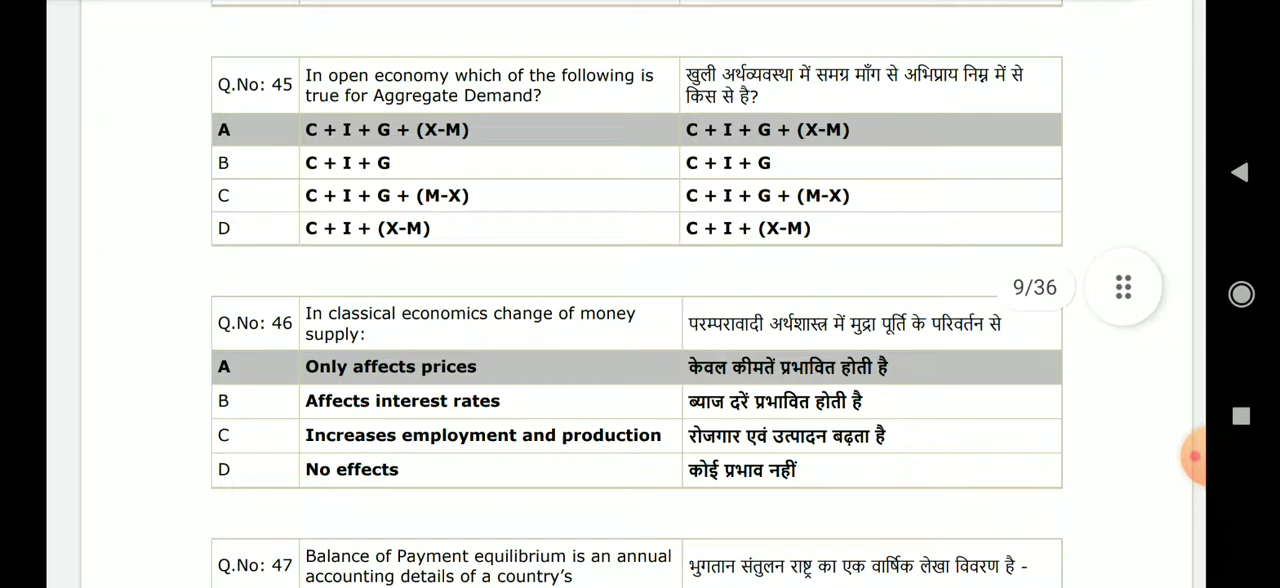 Q.No: 45
In open economy which of the following is
true for Aggregate Demand?
खुली अर्थव्यवस्था में समग्र माँग से अभिप्राय निम्न में से
किस से है?
A C + I + G + (X-M) C + I + G + (X-M)
B C + I + G C + I + G
C C + I + G + (M-X) C + I + G + (M-X)
D C + I + (X-M) C + I + (X-M)
9/36
Q.No: 46
In classical economics change of money
supply:
परम्परावादी अर्थशास्त्र में मुद्रा पूर्ति के परिवर्तन से
A Only affects prices केवल कीमतें प्रभावित होती है
B Affects interest rates ब्याज दरें प्रभावित होती है
C Increases employment and production रोजगार एवं उत्पादन बढ़ता है
D No effects कोई प्रभाव नहीं
Q.No: 47
Balance of Payment equilibrium is an annual
accounting details of a country’s
भुगतान संतुलन राष्ट्र का एक वार्षिक लेखा विवरण है -